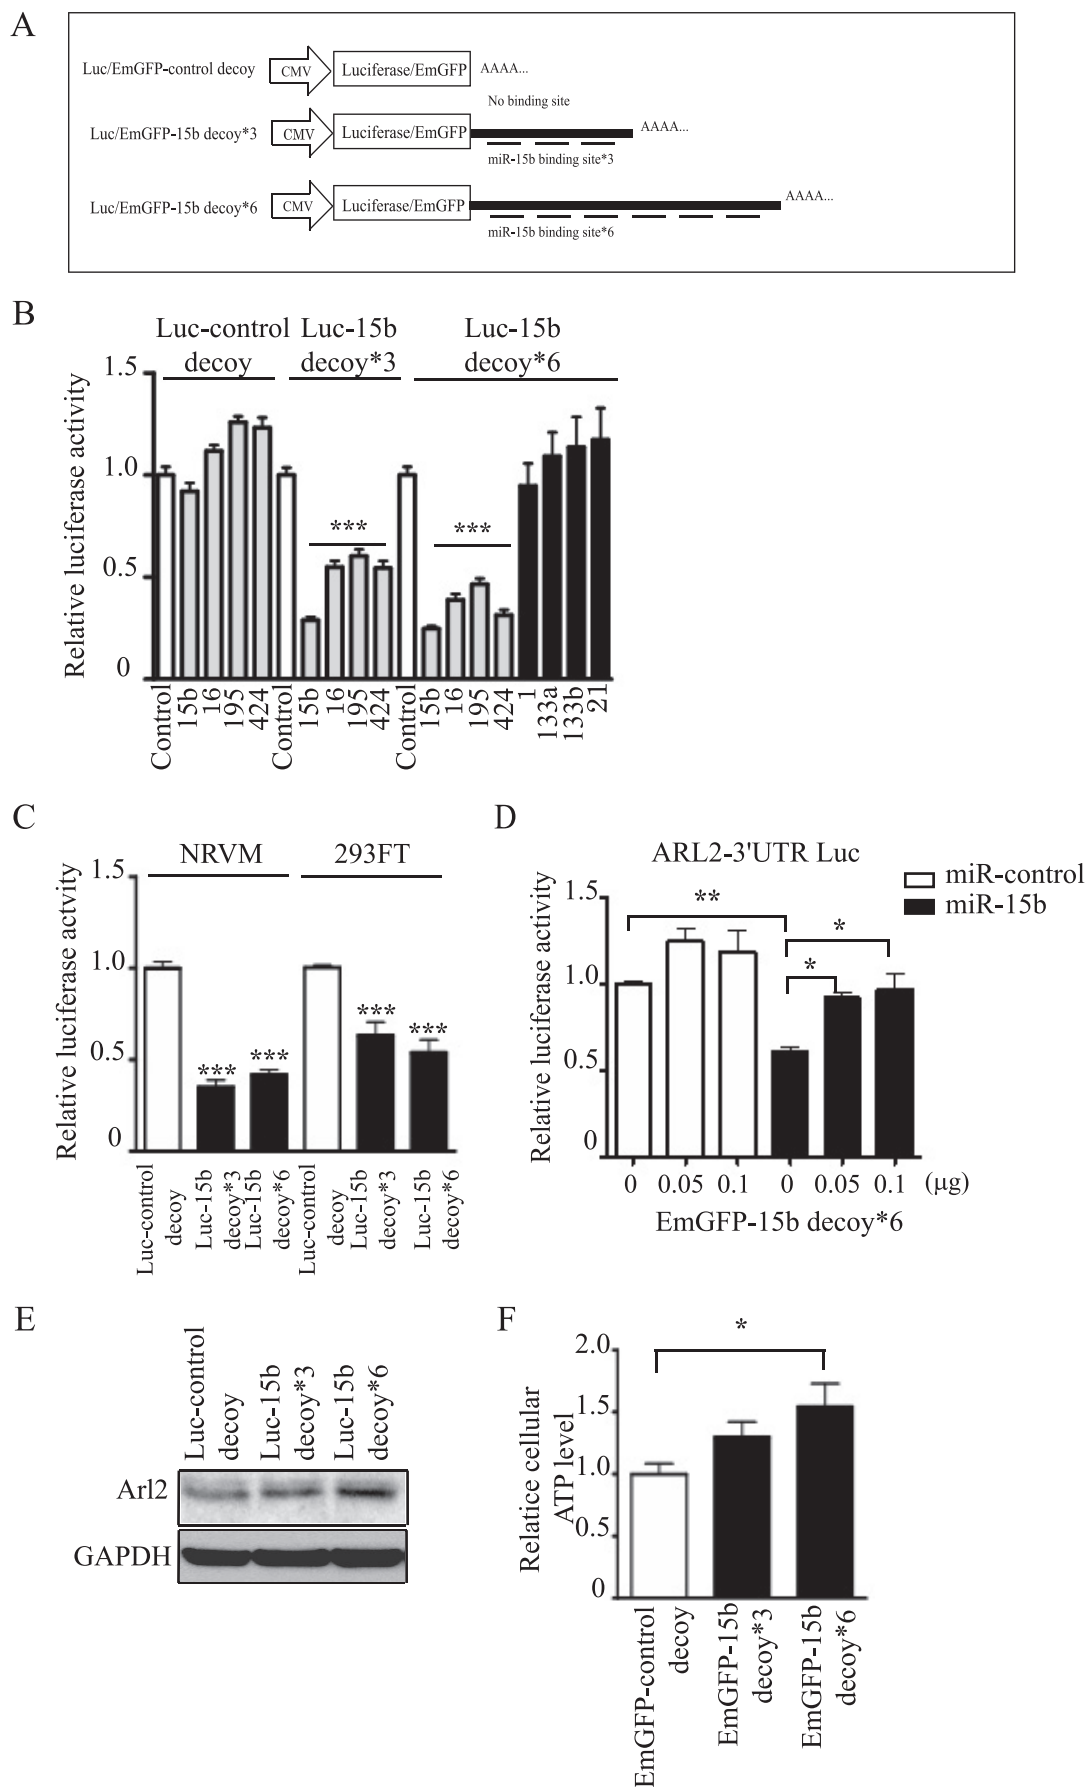 A
Luc/EmGFP-control decoy
CMV
Luciferase/EmGFP
AAAA...
No binding site
Luc/EmGFP-15b decoy*3
CMV
Luciferase/EmGFP
AAAA...
miR-15b binding site*3
Luc/EmGFP-15b decoy*6
CMV
Luciferase/EmGFP
AAAA...
miR-15b binding site*6
B
Luc-control
decoy
Luc-15b
decoy*3
Luc-15b
decoy*6
Relative luciferase activity
1.5
1.0
0.5
0
***
***
Control
15b
16
195
424
Control
15b
16
195
424
Control
15b
16
195
424
1
133a
133b
21
C
NRVM
293FT
Relative luciferase actvity
1.5
1.0
0.5
0
***
***
***
***
Luc-control
decoy
Luc-15b
decoy*3
Luc-15b
decoy*6
Luc-control
decoy
Luc-15b
decoy*3
Luc-15b
decoy*6
D
ARL2-3'UTR Luc
miR-control
miR-15b
Relative luciferase activity
1.5
1.0
0.5
0
**
*
*
0
0.05
0.1
0
0.05
0.1
(µg)
EmGFP-15b decoy*6
E
Luc-control
decoy
Luc-15b
decoy*3
Luc-15b
decoy*6
Arl2
GAPDH
F
Relatice cellular
ATP level
2.0
1.5
1.0
0.5
0
*
EmGFP-control
decoy
EmGFP-15b
decoy*3
EmGFP-15b
decoy*6